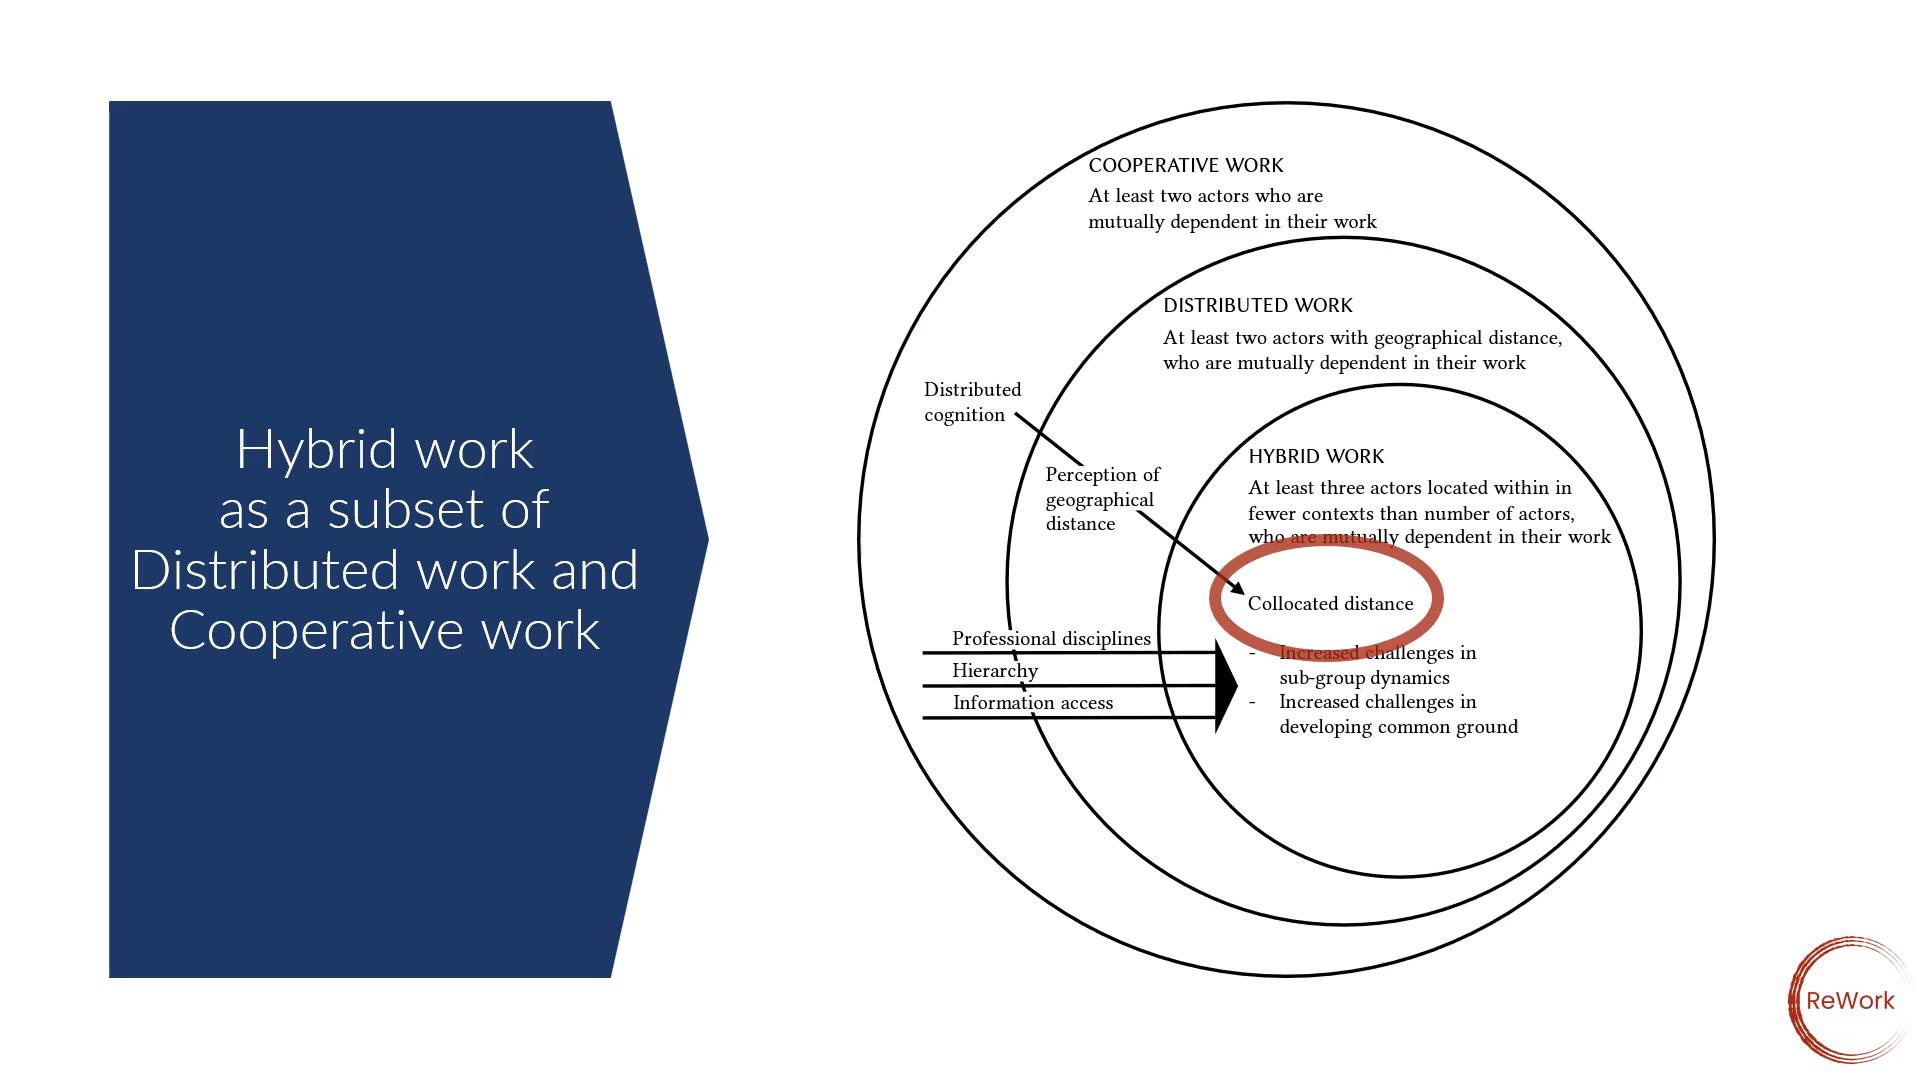 Hybrid work
as a subset of
Distributed work and
Cooperative work
COOPERATIVE WORK
At least two actors who are
mutually dependent in their work
DISTRIBUTED WORK
At least two actors with geographical distance,
who are mutually dependent in their work
Distributed
cognition
Perception of
geographical
distance
HYBRID WORK
At least three actors located within in
fewer contexts than number of actors,
who are mutually dependent in their work
Collocated distance
Professional disciplines
Hierarchy
Information access
- Increased challenges in
sub-group dynamics
- Increased challenges in
developing common ground
ReWork